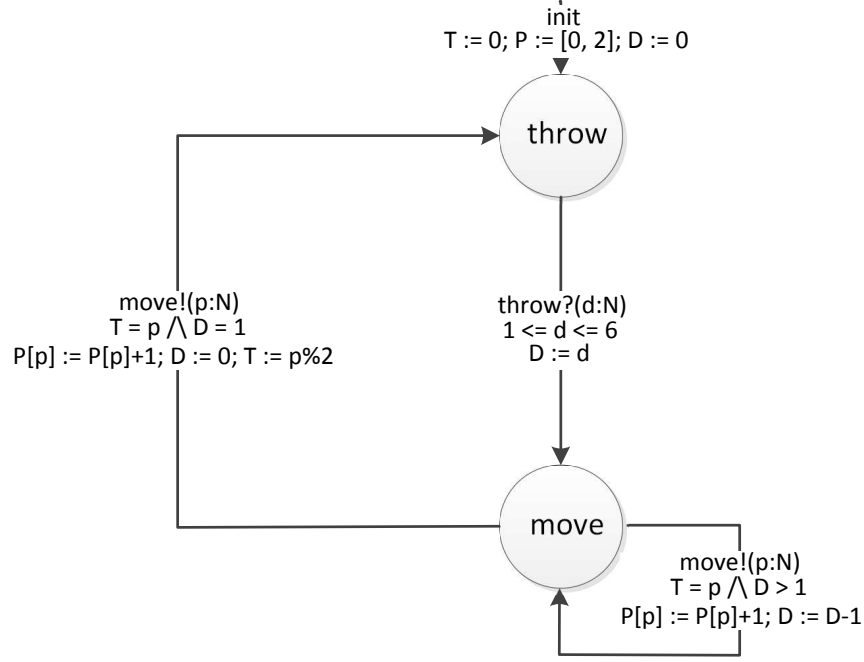 init
T := 0; P := [0, 2]; D := 0
throw
move!(p:N)
T = p /\ D = 1
P[p] := P[p]+1; D := 0; T := p%2
throw?(d:N)
1 <= d <= 6
D := d
move
move!(p:N)
T = p /\ D > 1
P[p] := P[p]+1; D := D-1